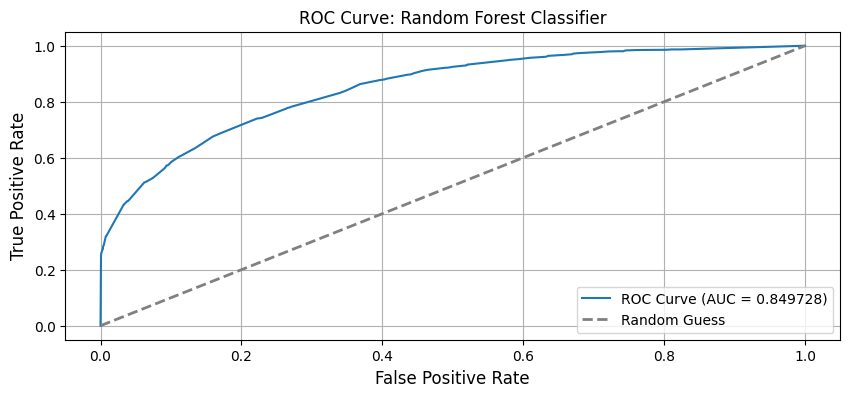 ROC Curve: Random Forest Classifier
True Positive Rate
1.0
0.8
0.6
0.4
0.2
0.0
0.0 0.2 0.4 0.6 0.8 1.0
False Positive Rate
ROC Curve (AUC = 0.849728)
Random Guess